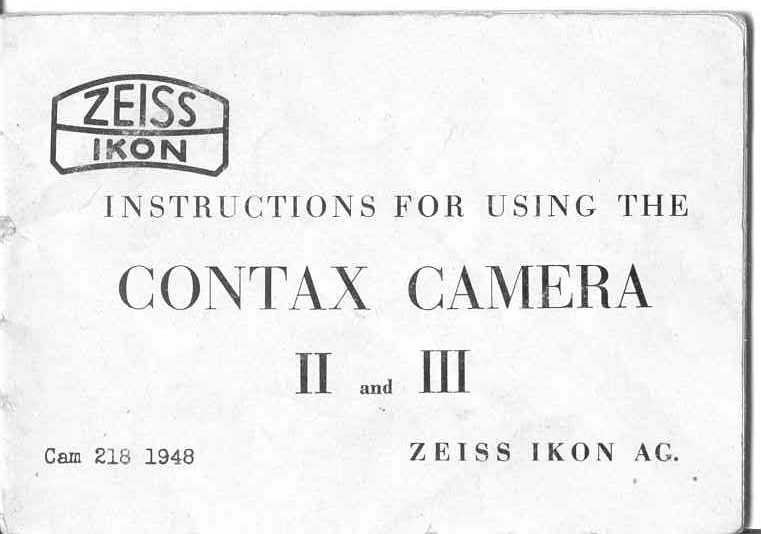 ZEISS
IKON
INSTRUCTIONS FOR USING THE
CONTAX CAMERA
II and III
Cam 218 1948
ZEISS IKON AG.